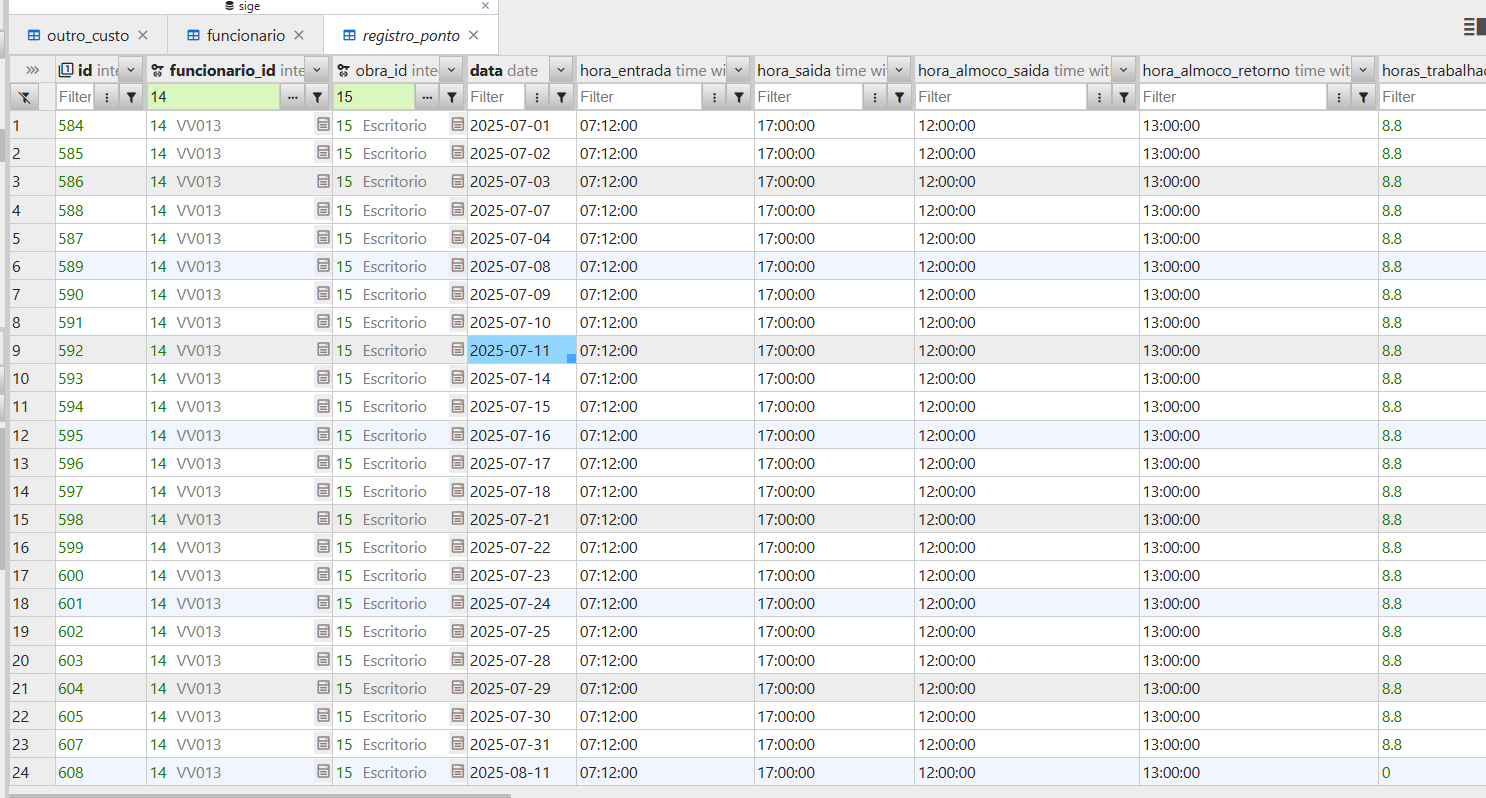 sige
outro_custo funcionario registro_ponto
id inte funcionario_id inte obra_id inte data date hora_entrada time wi hora_saida time wi hora_almoco_saida time wit hora_almoco_retorno time wit horas_trabalhad
Filter 14 15 Filter Filter Filter Filter Filter Filter
1 584 14 VV013 15 Escritorio 2025-07-01 07:12:00 17:00:00 12:00:00 13:00:00 8.8
2 585 14 VV013 15 Escritorio 2025-07-02 07:12:00 17:00:00 12:00:00 13:00:00 8.8
3 586 14 VV013 15 Escritorio 2025-07-03 07:12:00 17:00:00 12:00:00 13:00:00 8.8
4 588 14 VV013 15 Escritorio 2025-07-07 07:12:00 17:00:00 12:00:00 13:00:00 8.8
5 587 14 VV013 15 Escritorio 2025-07-04 07:12:00 17:00:00 12:00:00 13:00:00 8.8
6 589 14 VV013 15 Escritorio 2025-07-08 07:12:00 17:00:00 12:00:00 13:00:00 8.8
7 590 14 VV013 15 Escritorio 2025-07-09 07:12:00 17:00:00 12:00:00 13:00:00 8.8
8 591 14 VV013 15 Escritorio 2025-07-10 07:12:00 17:00:00 12:00:00 13:00:00 8.8
9 592 14 VV013 15 Escritorio 2025-07-11 07:12:00 17:00:00 12:00:00 13:00:00 8.8
10 593 14 VV013 15 Escritorio 2025-07-14 07:12:00 17:00:00 12:00:00 13:00:00 8.8
11 594 14 VV013 15 Escritorio 2025-07-15 07:12:00 17:00:00 12:00:00 13:00:00 8.8
12 595 14 VV013 15 Escritorio 2025-07-16 07:12:00 17:00:00 12:00:00 13:00:00 8.8
13 596 14 VV013 15 Escritorio 2025-07-17 07:12:00 17:00:00 12:00:00 13:00:00 8.8
14 597 14 VV013 15 Escritorio 2025-07-18 07:12:00 17:00:00 12:00:00 13:00:00 8.8
15 598 14 VV013 15 Escritorio 2025-07-21 07:12:00 17:00:00 12:00:00 13:00:00 8.8
16 599 14 VV013 15 Escritorio 2025-07-22 07:12:00 17:00:00 12:00:00 13:00:00 8.8
17 600 14 VV013 15 Escritorio 2025-07-23 07:12:00 17:00:00 12:00:00 13:00:00 8.8
18 601 14 VV013 15 Escritorio 2025-07-24 07:12:00 17:00:00 12:00:00 13:00:00 8.8
19 602 14 VV013 15 Escritorio 2025-07-25 07:12:00 17:00:00 12:00:00 13:00:00 8.8
20 603 14 VV013 15 Escritorio 2025-07-28 07:12:00 17:00:00 12:00:00 13:00:00 8.8
21 604 14 VV013 15 Escritorio 2025-07-29 07:12:00 17:00:00 12:00:00 13:00:00 8.8
22 605 14 VV013 15 Escritorio 2025-07-30 07:12:00 17:00:00 12:00:00 13:00:00 8.8
23 607 14 VV013 15 Escritorio 2025-07-31 07:12:00 17:00:00 12:00:00 13:00:00 8.8
24 608 14 VV013 15 Escritorio 2025-08-11 07:12:00 17:00:00 12:00:00 13:00:00 0